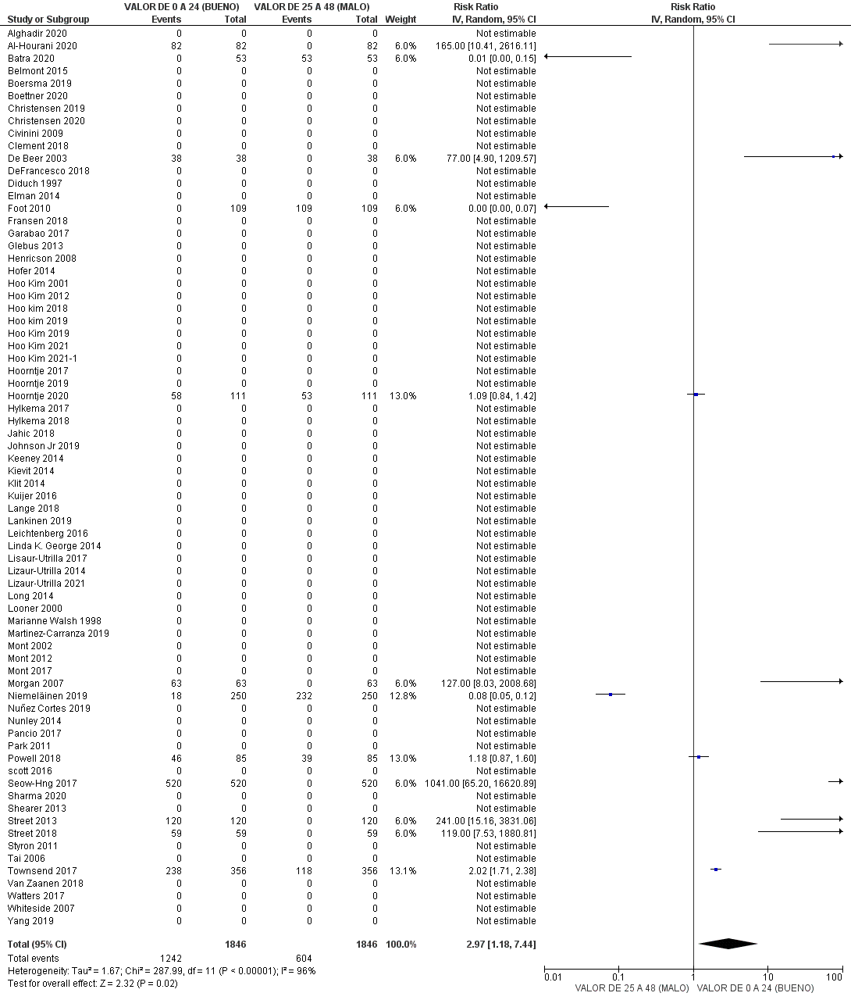 VALOR DE 0 A 24 (BUENO) VALOR DE 25 A 48 (MALO) Risk Ratio Risk Ratio
Study or Subgroup Events Total Events Total Weight IV, Random, 95% CI IV, Random, 95% CI
Alghadir 2020 0 0 0 0 Not estimable
Al-Hourani 2020 82 82 0 82 6.0% 165.00 [10.41, 2616.11]
Batra 2020 0 53 53 53 6.0% 0.01 [0.00, 0.15]
Belmont 2015 0 0 0 0 Not estimable
Boersma 2019 0 0 0 0 Not estimable
Boettner 2020 0 0 0 0 Not estimable
Christensen 2019 0 0 0 0 Not estimable
Christensen 2020 0 0 0 0 Not estimable
Civinini 2009 0 0 0 0 Not estimable
Clement 2018 0 0 0 0 Not estimable
De Beer 2003 38 38 0 38 6.0% 77.00 [4.90, 1209.57]
DeFrancesco 2018 0 0 0 0 Not estimable
Diduch 1997 0 0 0 0 Not estimable
Elman 2014 0 0 0 0 Not estimable
Foot 2010 0 109 109 109 6.0% 0.00 [0.00, 0.07]
Fransen 2018 0 0 0 0 Not estimable
Garabao 2017 0 0 0 0 Not estimable
Glebus 2013 0 0 0 0 Not estimable
Henricson 2008 0 0 0 0 Not estimable
Hofer 2014 0 0 0 0 Not estimable
Hoo Kim 2001 0 0 0 0 Not estimable
Hoo Kim 2012 0 0 0 0 Not estimable
Hoo kim 2018 0 0 0 0 Not estimable
Hoo kim 2019 0 0 0 0 Not estimable
Hoo Kim 2019 0 0 0 0 Not estimable
Hoo Kim 2021 0 0 0 0 Not estimable
Hoo Kim 2021-1 0 0 0 0 Not estimable
Hoorntje 2017 0 0 0 0 Not estimable
Hoorntje 2019 0 0 0 0 Not estimable
Hoorntje 2020 58 111 53 111 13.0% 1.09 [0.84, 1.42]
Hylkema 2017 0 0 0 0 Not estimable
Hylkema 2018 0 0 0 0 Not estimable
Jahic 2018 0 0 0 0 Not estimable
Johnson Jr 2019 0 0 0 0 Not estimable
Keeney 2014 0 0 0 0 Not estimable
Kievit 2014 0 0 0 0 Not estimable
Klit 2014 0 0 0 0 Not estimable
Kuijer 2016 0 0 0 0 Not estimable
Lange 2018 0 0 0 0 Not estimable
Lankinen 2019 0 0 0 0 Not estimable
Leichtenberg 2016 0 0 0 0 Not estimable
Linda K. George 2014 0 0 0 0 Not estimable
Lisaur-Utrilla 2017 0 0 0 0 Not estimable
Lizaur-Utrilla 2014 0 0 0 0 Not estimable
Lizaur-Utrilla 2021 0 0 0 0 Not estimable
Long 2014 0 0 0 0 Not estimable
Looner 2000 0 0 0 0 Not estimable
Marianne Walsh 1998 0 0 0 0 Not estimable
Martinez-Carranza 2019 0 0 0 0 Not estimable
Mont 2002 0 0 0 0 Not estimable
Mont 2012 0 0 0 0 Not estimable
Mont 2017 0 0 0 0 Not estimable
Morgan 2007 63 63 0 63 6.0% 127.00 [8.03, 2008.68]
Niemeläinen 2019 18 250 232 250 12.8% 0.08 [0.05, 0.12]
Nuñez Cortes 2019 0 0 0 0 Not estimable
Nunley 2014 0 0 0 0 Not estimable
Pancio 2017 0 0 0 0 Not estimable
Park 2011 0 0 0 0 Not estimable
Powell 2018 46 85 39 85 13.0% 1.18 [0.87, 1.60]
scott 2016 0 0 0 0 Not estimable
Seow-Hng 2017 520 520 0 520 6.0% 1041.00 [65.20, 16620.89]
Sharma 2020 0 0 0 0 Not estimable
Shearer 2013 0 0 0 0 Not estimable
Street 2013 120 120 0 120 6.0% 241.00 [15.16, 3831.06]
Street 2018 59 59 0 59 6.0% 119.00 [7.53, 1880.81]
Styron 2011 0 0 0 0 Not estimable
Tai 2006 0 0 0 0 Not estimable
Townsend 2017 238 356 118 356 13.1% 2.02 [1.71, 2.38]
Van Zaanen 2018 0 0 0 0 Not estimable
Watters 2017 0 0 0 0 Not estimable
Whiteside 2007 0 0 0 0 Not estimable
Yang 2019 0 0 0 0 Not estimable
Total (95% CI) 1846 1846 100.0% 2.97 [1.18, 7.44]
Total events 1242 604
Heterogeneity: Tau² = 1.67; Chi² = 287.99, df = 11 (P < 0.00001); I² = 96%
Test for overall effect: Z = 2.32 (P = 0.02)
0.01 0.1 1 10 100
VALOR DE 25 A 48 (MALO) VALOR DE 0 A 24 (BUENO)